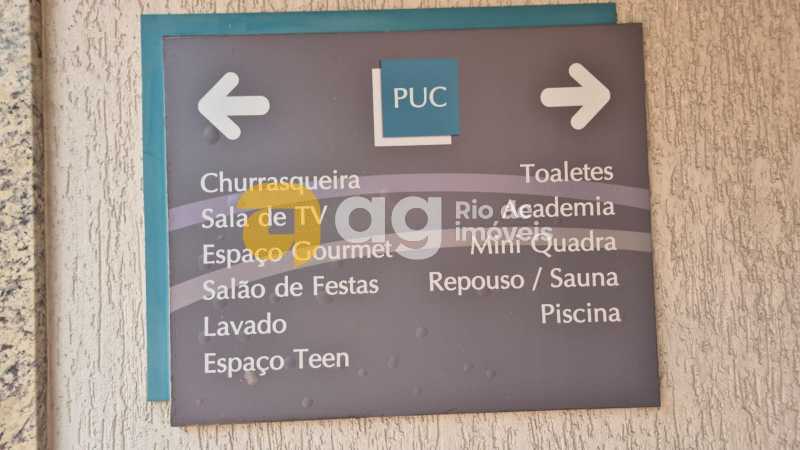 PUC
Churrasqueira
Sala de TV
Espaço Gourmet
Salão de Festas
Lavado
Espaço Teen
Toaletes
Academia
Mini Quadra
Repouso / Sauna
Piscina
ag Rio de
imóveis